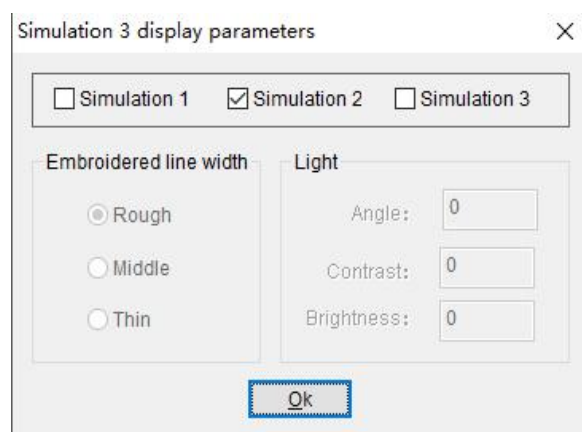 Simulation 3 display parameters
Simulation 1 Simulation 2 Simulation 3
Embroidered line width
Rough
Middle
Thin
Light
Angle: 0
Contrast: 0
Brightness: 0
Ok